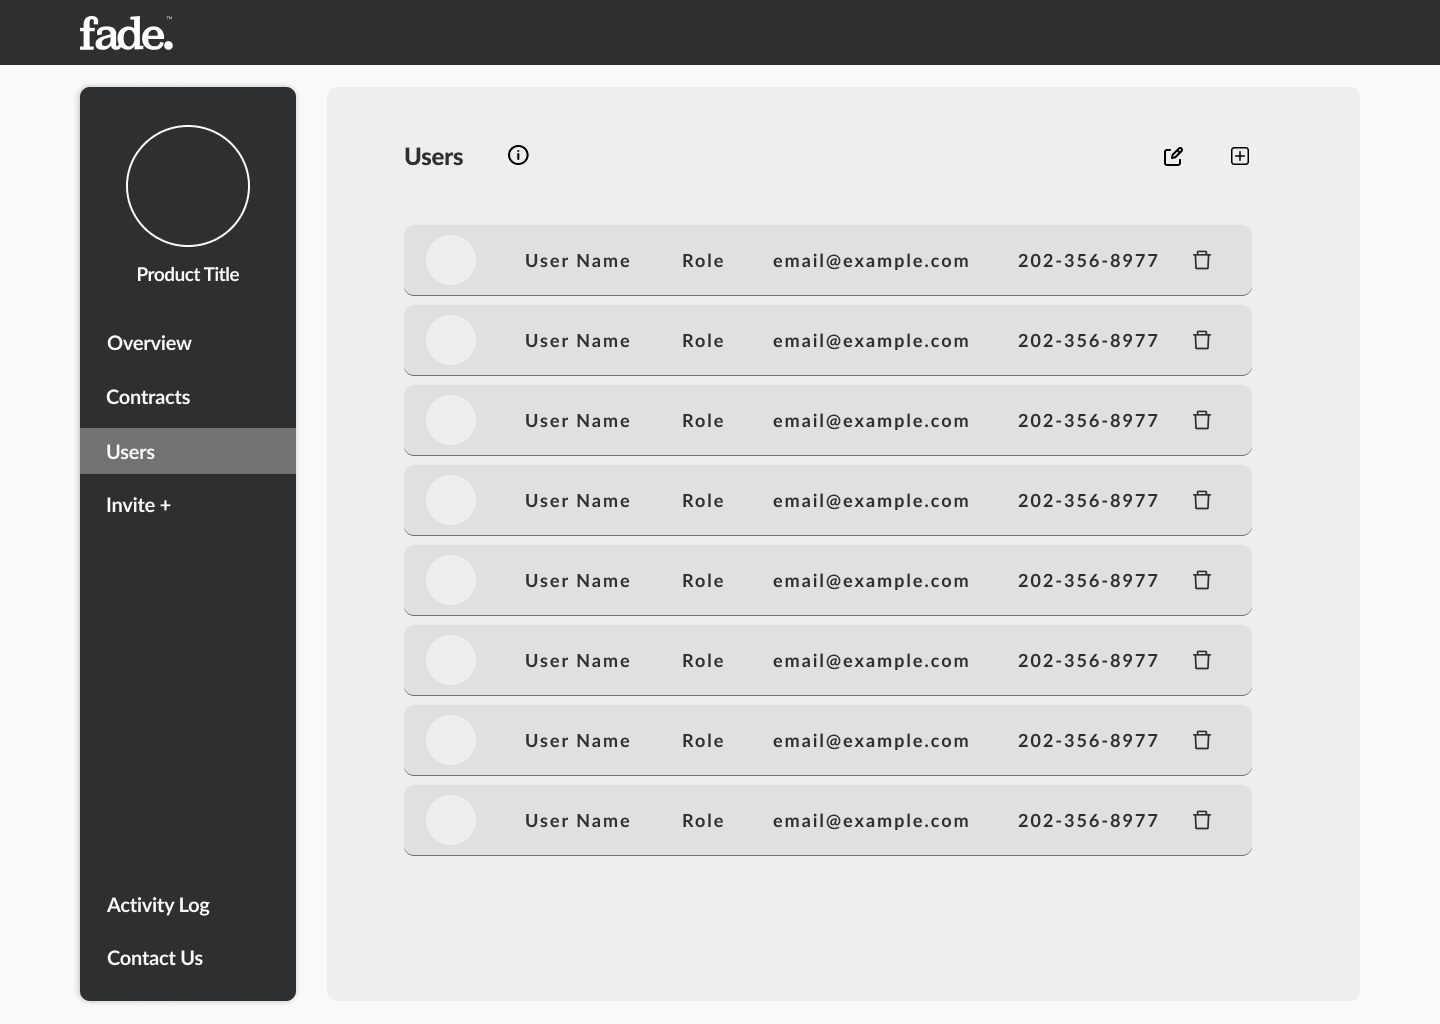 fade.™
Product Title
Overview
Contracts
Users
Invite +
Activity Log
Contact Us
Users
User Name Role email@example.com 202-356-8977
User Name Role email@example.com 202-356-8977
User Name Role email@example.com 202-356-8977
User Name Role email@example.com 202-356-8977
User Name Role email@example.com 202-356-8977
User Name Role email@example.com 202-356-8977
User Name Role email@example.com 202-356-8977
User Name Role email@example.com 202-356-8977